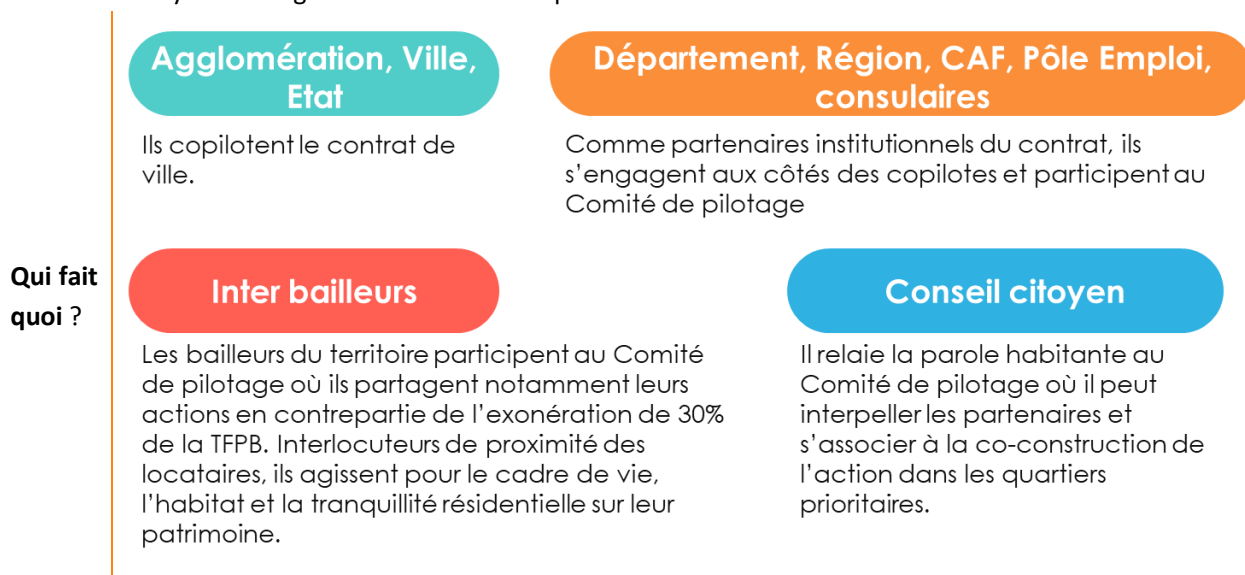 Agglomération, Ville,
Etat
Ils copilotent le contrat de
ville.
Département, Région, CAF, Pôle Emploi,
consulaires
Comme partenaires institutionnels du contrat, ils
s’engagent aux côtés des copilotes et participent au
Comité de pilotage
Qui fait
quoi ?
Inter bailleurs
Les bailleurs du territoire participent au Comité
de pilotage où ils partagent notamment leurs
actions en contrepartie de l’exonération de 30%
de la TFPB. Interlocuteurs de proximité des
locataires, ils agissent pour le cadre de vie,
l’habitat et la tranquillité résidentielle sur leur
patrimoine.
Conseil citoyen
Il relaie la parole habitante au
Comité de pilotage où il peut
interpeller les partenaires et
s’associer à la co-construction de
l’action dans les quartiers
prioritaires.